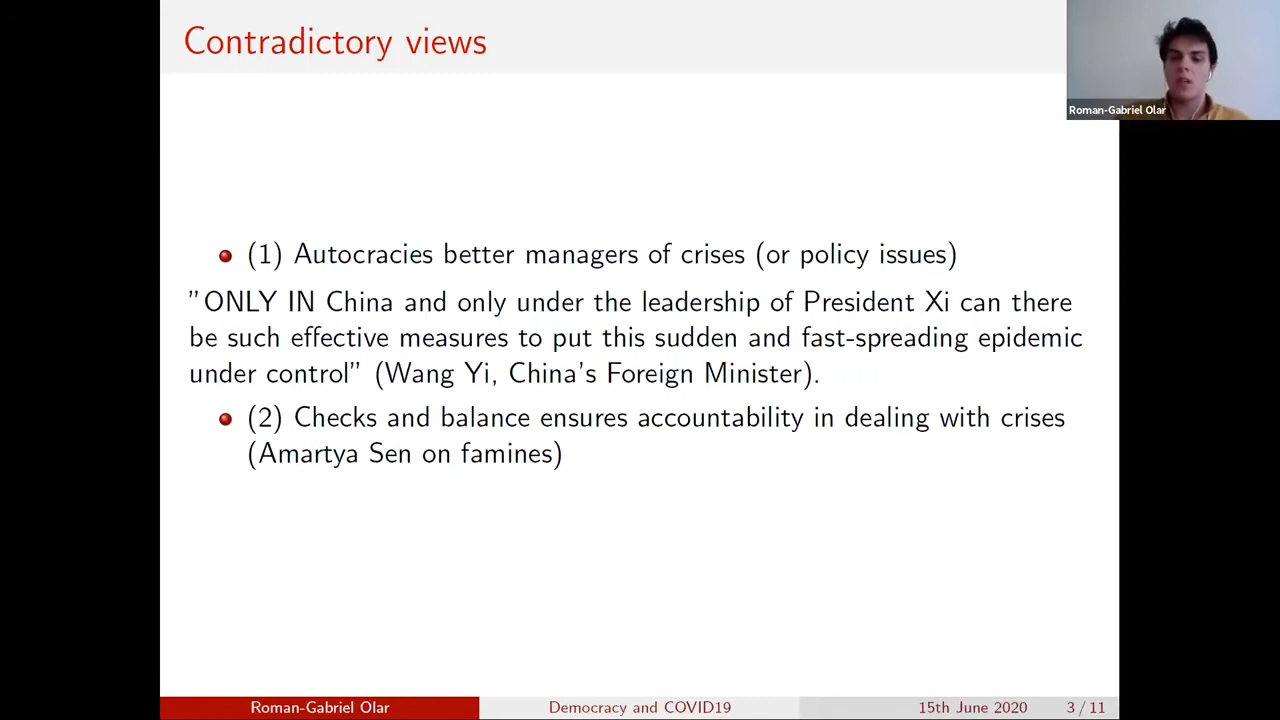 Contradictory views
Roman-Gabriel Olar
(1) Autocracies better managers of crises (or policy issues)
”ONLY IN China and only under the leadership of President Xi can there
be such effective measures to put this sudden and fast-spreading epidemic
under control” (Wang Yi, China’s Foreign Minister).
(2) Checks and balance ensures accountability in dealing with crises
(Amartya Sen on famines)
Roman-Gabriel Olar
Democracy and COVID19
15th June 2020
3 / 11